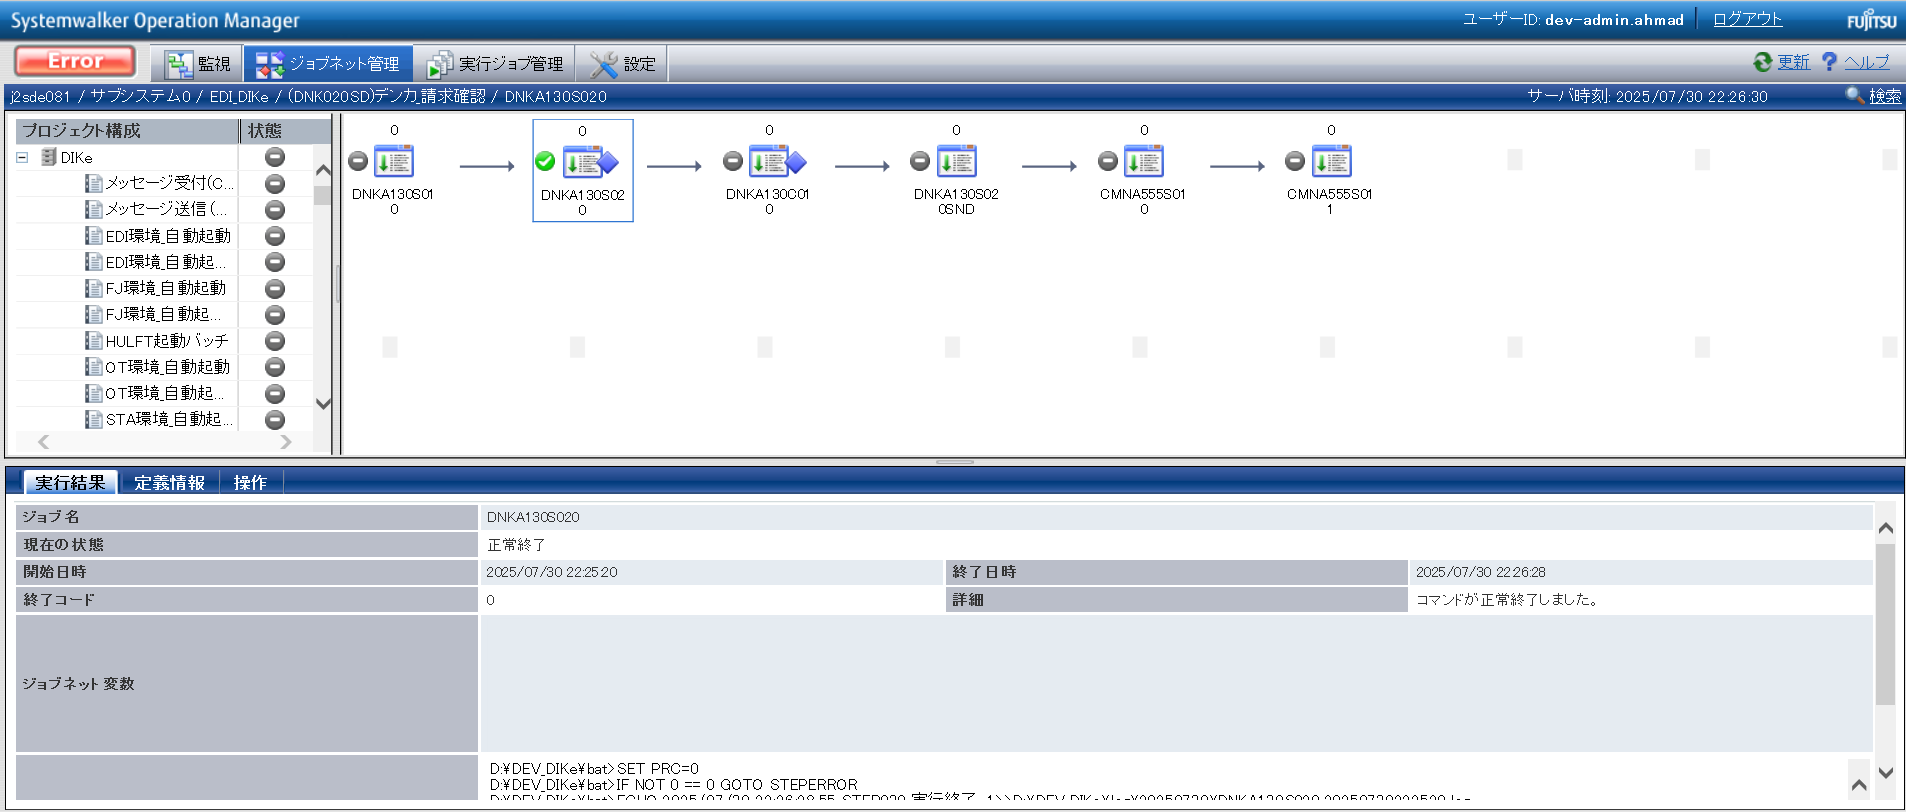 Systemwalker Operation Manager
ユーザーID: dev-admin.ahmad
ログアウト
FUJITSU
Error
監視
ジョブネット管理
実行ジョブ管理
設定
更新
ヘルプ
j2sde081 / サブシステム0 / EDI_DIKe / (DNK020SD)デンカ_請求確認 / DNKA130S020
サーバ時刻: 2025/07/30 22:26:30
検索
プロジェクト構成
状態
DIKe
メッセージ受付(C...
メッセージ送信(...
EDI環境_自動起動
EDI環境_自動起...
FJ環境_自動起動
FJ環境_自動起...
HULFT起動バッチ
OT環境_自動起動
OT環境_自動起...
STA環境_自動起...
0
DNKA130S01
0
0
DNKA130S02
0
0
DNKA130C01
0
0
DNKA130S02
0SND
0
CMNA555S01
0
0
CMNA555S01
1
実行結果
定義情報
操作
ジョブ名
DNKA130S020
現在の状態
正常終了
開始日時
2025/07/30 22:25:20
終了日時
2025/07/30 22:26:28
終了コード
0
詳細
コマンドが正常終了しました。
ジョブネット変数
D:¥DEV_DIKe¥bat>SET PRC=0
D:¥DEV_DIKe¥bat>IF NOT 0 == 0 GOTO STEPERROR